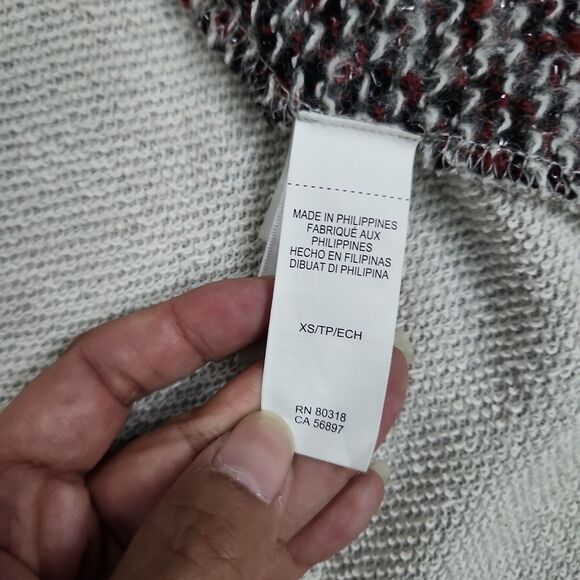 MADE IN PHILIPPINES
FABRIQUÉ AUX
PHILIPPINES
HECHO EN FILIPINAS
DIBUAT DI PHILIPINA
XS/TP/ECH
RN 80318
CA 56897